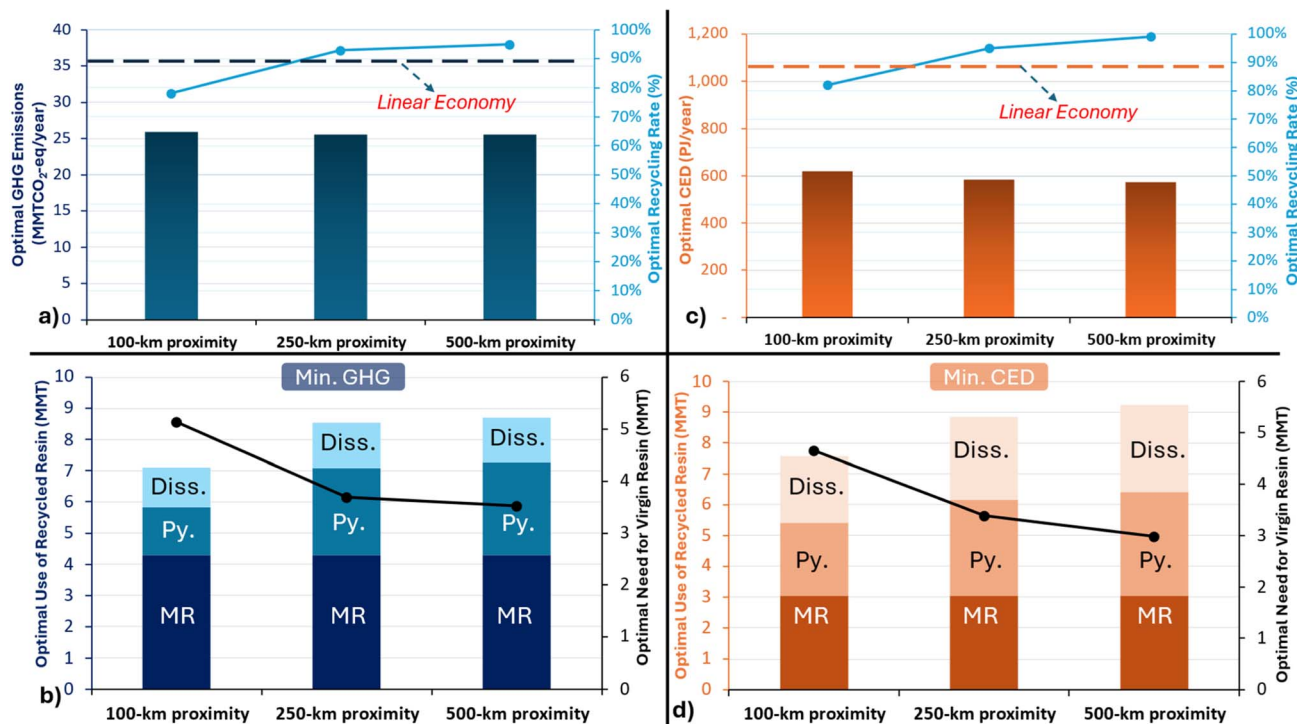 Optimal GHG Emissions
(MMTCO2-eq/year)
40
35
30
25
20
15
10
5
0
Linear Economy
100%
90%
80%
70%
60%
50%
40%
30%
20%
10%
0%
Optimal Recycling Rate (%)
a)
100-km proximity
250-km proximity
500-km proximity
Optimal CED (PJ/year)
1,200
1,000
800
600
400
200
-
Linear Economy
100%
90%
80%
70%
60%
50%
40%
30%
20%
10%
0%
Optimal Recycling Rate (%)
c)
100-km proximity
250-km proximity
500-km proximity
Min. GHG
Optimal Use of Recycled Resin (MMT)
10
9
8
7
6
5
4
3
2
1
0
Diss.
Py.
MR
Diss.
Py.
MR
Diss.
Py.
MR
6
5
4
3
2
1
0
Optimal Need for Virgin Resin (MMT)
b)
100-km proximity
250-km proximity
500-km proximity
Min. CED
Optimal Use of Recycled Resin (MMT)
10
9
8
7
6
5
4
3
2
1
0
Diss.
Py.
MR
Diss.
Py.
MR
Diss.
Py.
MR
6
5
4
3
2
1
0
Optimal Need for Virgin Resin (MMT)
d)
100-km proximity
250-km proximity
500-km proximity